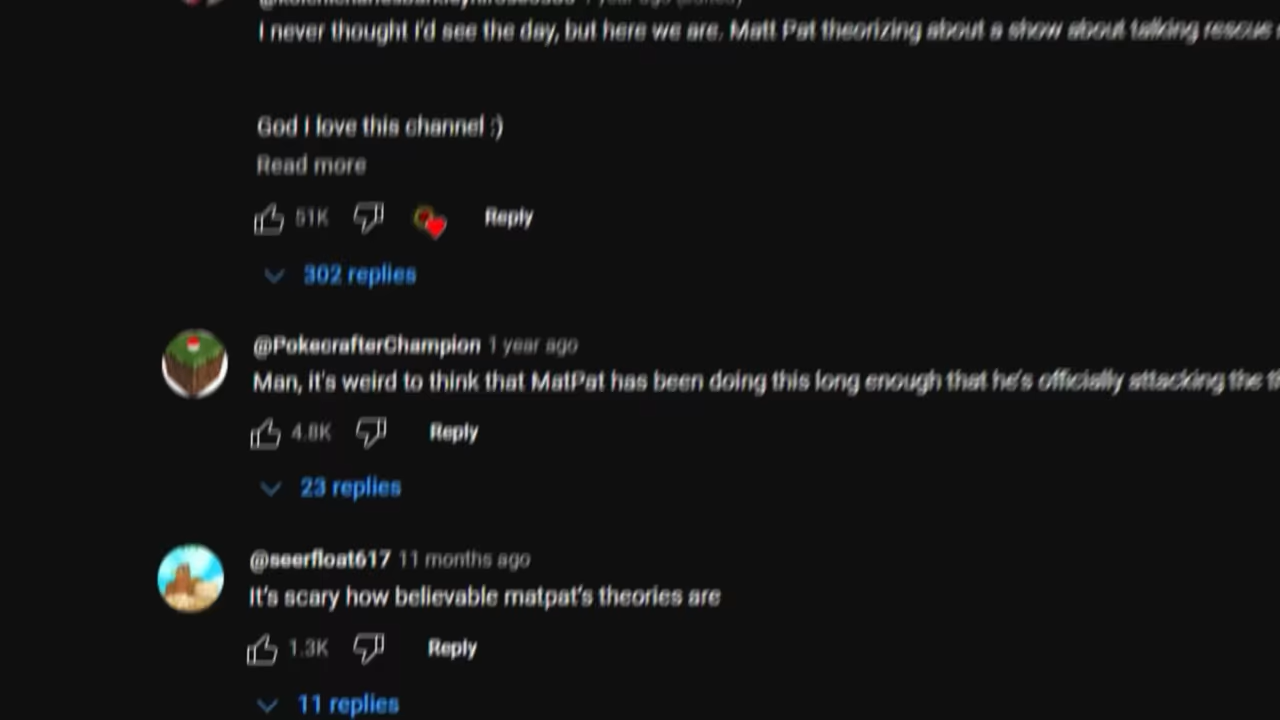 I never thought I'd see the day, but here we are. Matt Pat theorizing about a show about talking rescue
God I love this channel :)
Read more
51K Reply
302 replies
@PokecrafterChampion 1 year ago
Man, it's weird to think that MatPat has been doing this long enough that he's officially attacking the
4.8K Reply
23 replies
@seerfloat617 11 months ago
It's scary how believable matpat's theories are
1.3K Reply
11 replies